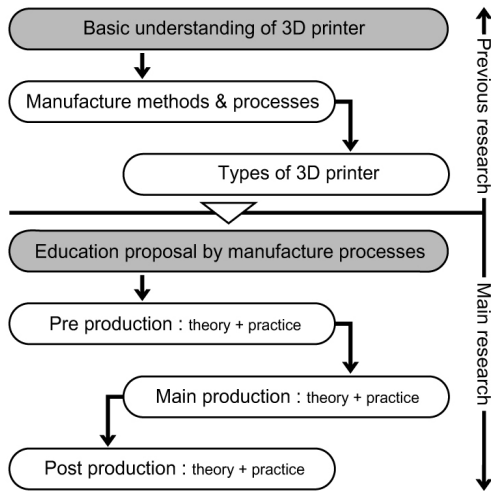 Basic understanding of 3D printer
Manufacture methods & processes
Types of 3D printer
Previous research
Education proposal by manufacture processes
Pre production : theory + practice
Main production : theory + practice
Post production : theory + practice
Main research